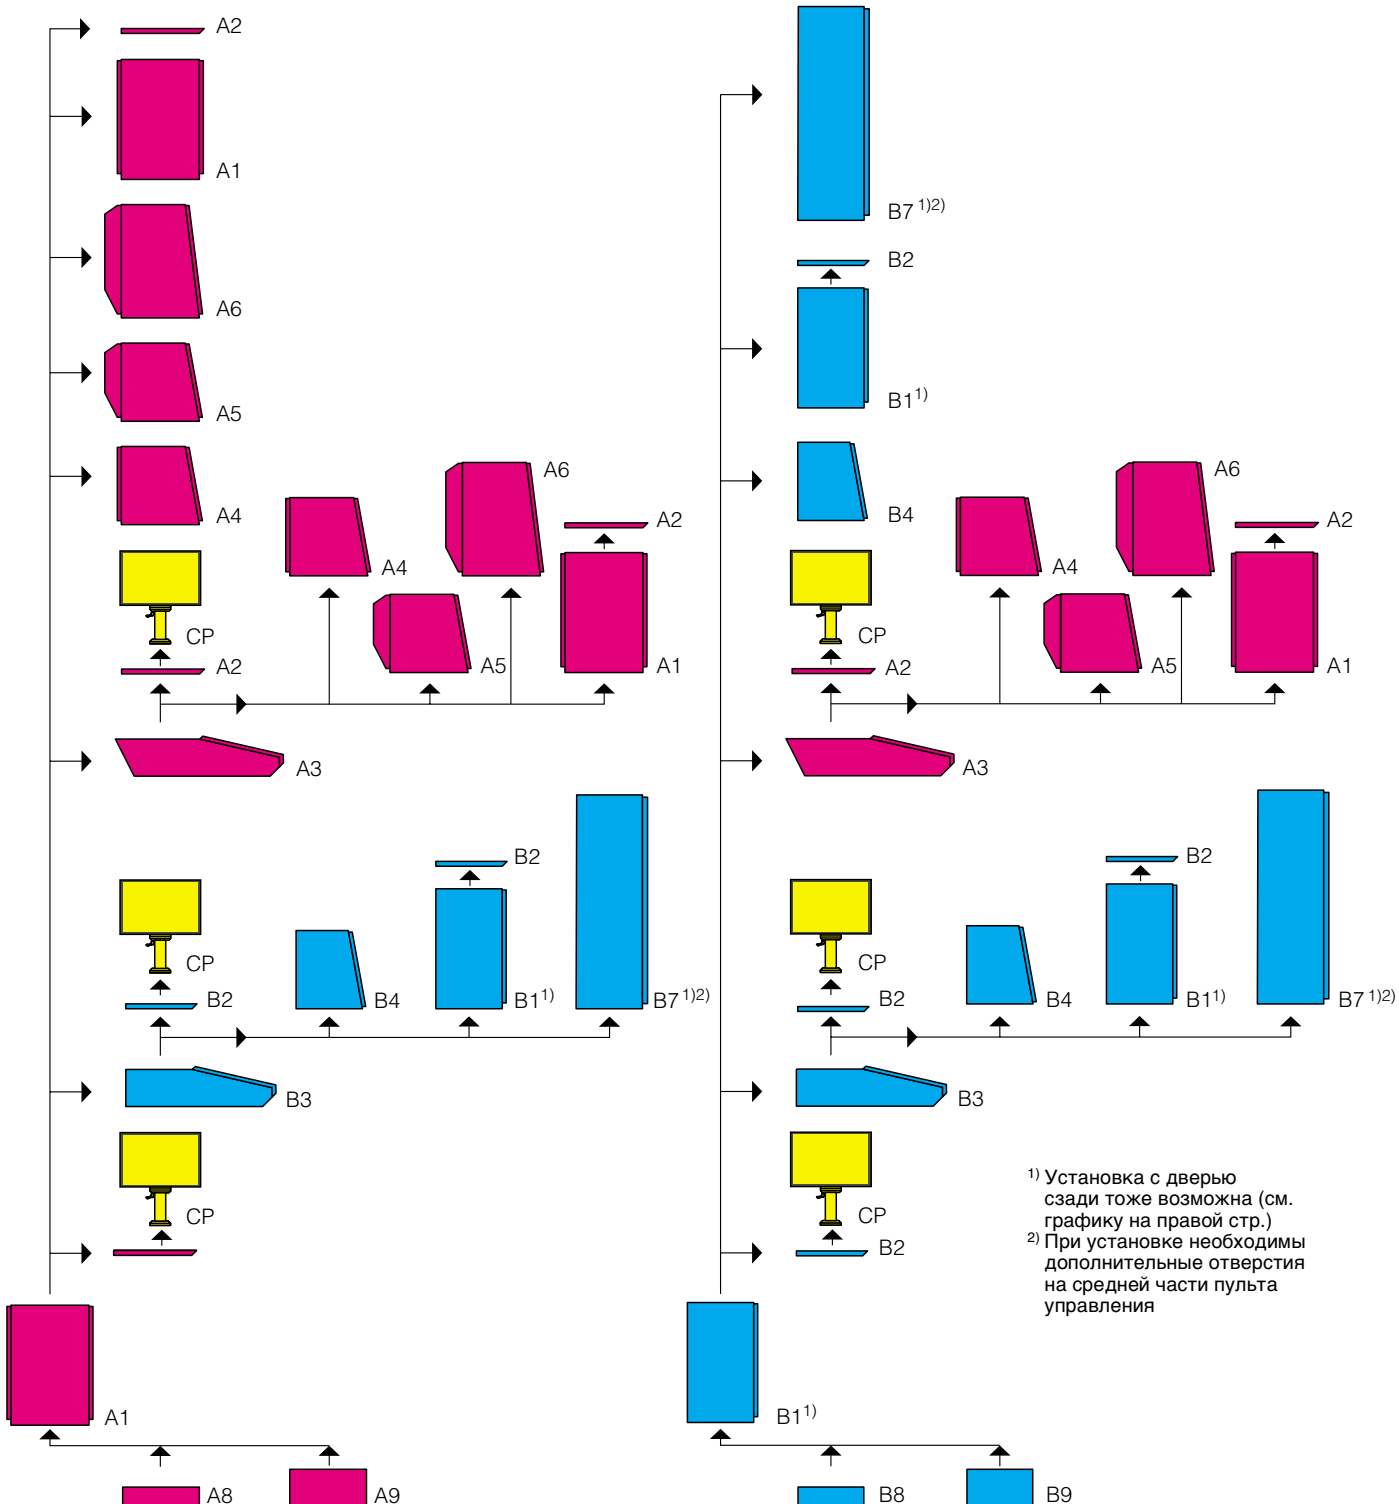 A2
A1
A6
A5
A4
CP
A2
A4
A5
A6
A2
A1
A3
CP
B2
B4
B2
B1 1)
B7 1)2)
B3
CP
A1
A8
A9
B7 1)2)
B2
B1 1)
B4
CP
A2
A4
A5
A6
A2
A1
A3
CP
B2
B4
B2
B1 1)
B7 1)2)
B3
CP
B2
1) Установка с дверью
сзади тоже возможна (см.
графику на правой стр.)
2) При установке необходимы
дополнительные отверстия
на средней части пульта
управления
B1 1)
B8
B9